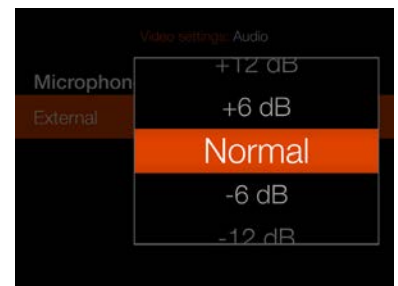 Video settings: Audio
Microphon
External
+12 dB
+6 dB
Normal
-6 dB
-12 dB